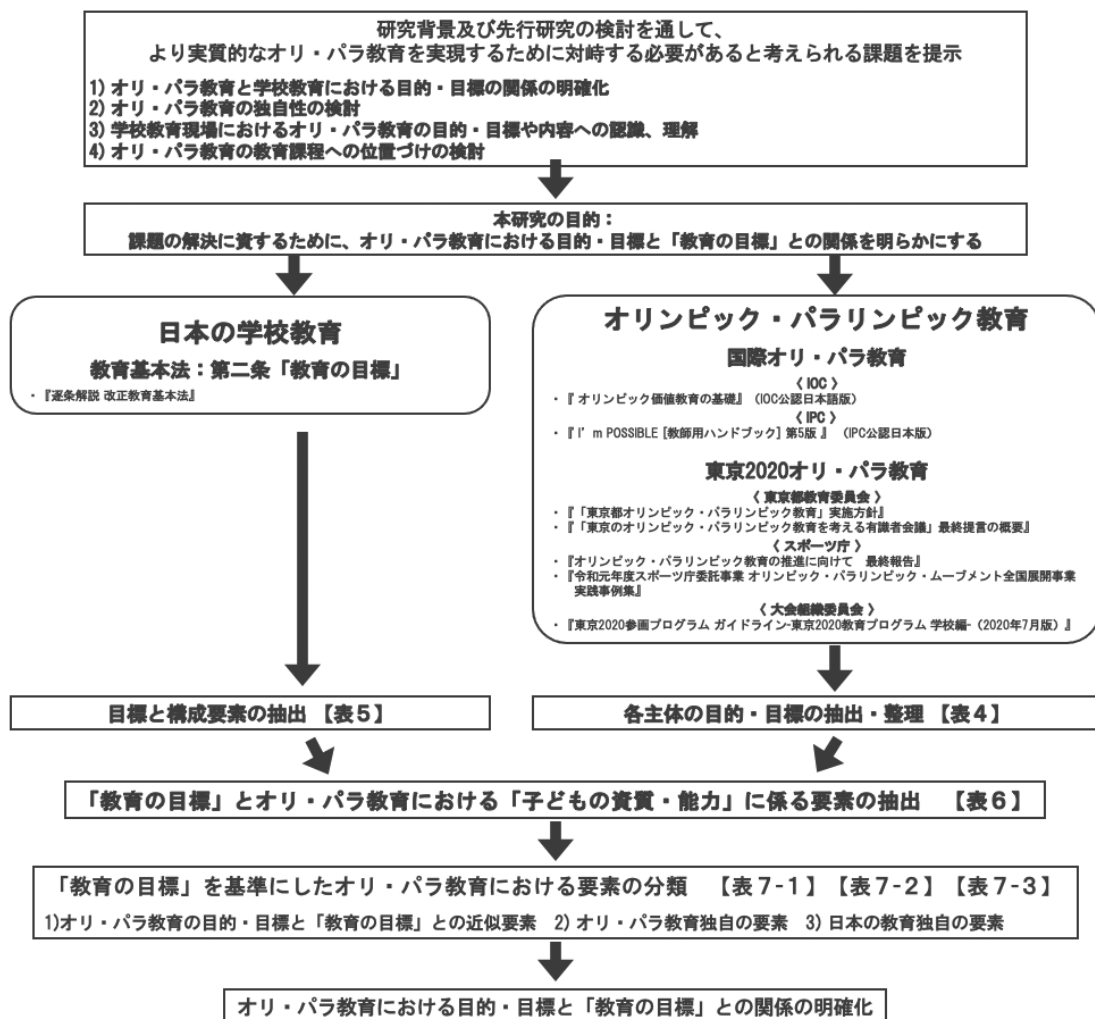 研究背景及び先行研究の検討を通して、
より実質的なオリ・パラ教育を実現するために対峙する必要があると考えられる課題を提示
1) オリ・パラ教育と学校教育における目的・目標の関係の明確化
2) オリ・パラ教育の独自性の検討
3) 学校教育現場におけるオリ・パラ教育の目的・目標や内容への認識、理解
4) オリ・パラ教育の教育課程への位置づけの検討
本研究の目的：
課題の解決に資するために、オリ・パラ教育における目的・目標と「教育の目標」との関係を明らかにする
日本の学校教育
教育基本法：第二条「教育の目標」
・『逐条解説 改正教育基本法』
オリンピック・パラリンピック教育
国際オリ・パラ教育
〈 IOC 〉
・『 オリンピック価値教育の基礎』（IOC公認日本語版）
〈 IPC 〉
・『 I’m POSSIBLE [教師用ハンドブック] 第5版 』（IPC公認日本版）
東京2020オリ・パラ教育
〈 東京都教育委員会 〉
・『「東京都オリンピック・パラリンピック教育」実施方針』
・『「東京のオリンピック・パラリンピック教育を考える有識者会議」最終提言の概要』
〈 スポーツ庁 〉
・『オリンピック・パラリンピック教育の推進に向けて　最終報告』
・『令和元年度スポーツ庁委託事業 オリンピック・パラリンピック・ムーブメント全国展開事業
実践事例集』
〈 大会組織委員会 〉
・『東京2020参画プログラム ガイドライン-東京2020教育プログラム 学校編-（2020年7月版）』
目標と構成要素の抽出 【表５】
各主体の目的・目標の抽出・整理 【表４】
「教育の目標」とオリ・パラ教育における「子どもの資質・能力」に係る要素の抽出　【表６】
「教育の目標」を基準にしたオリ・パラ教育における要素の分類　【表７-１】【表７-２】【表７-３】
1)オリ・パラ教育の目的・目標と「教育の目標」との近似要素　2) オリ・パラ教育独自の要素　3) 日本の教育独自の要素
オリ・パラ教育における目的・目標と「教育の目標」との関係の明確化